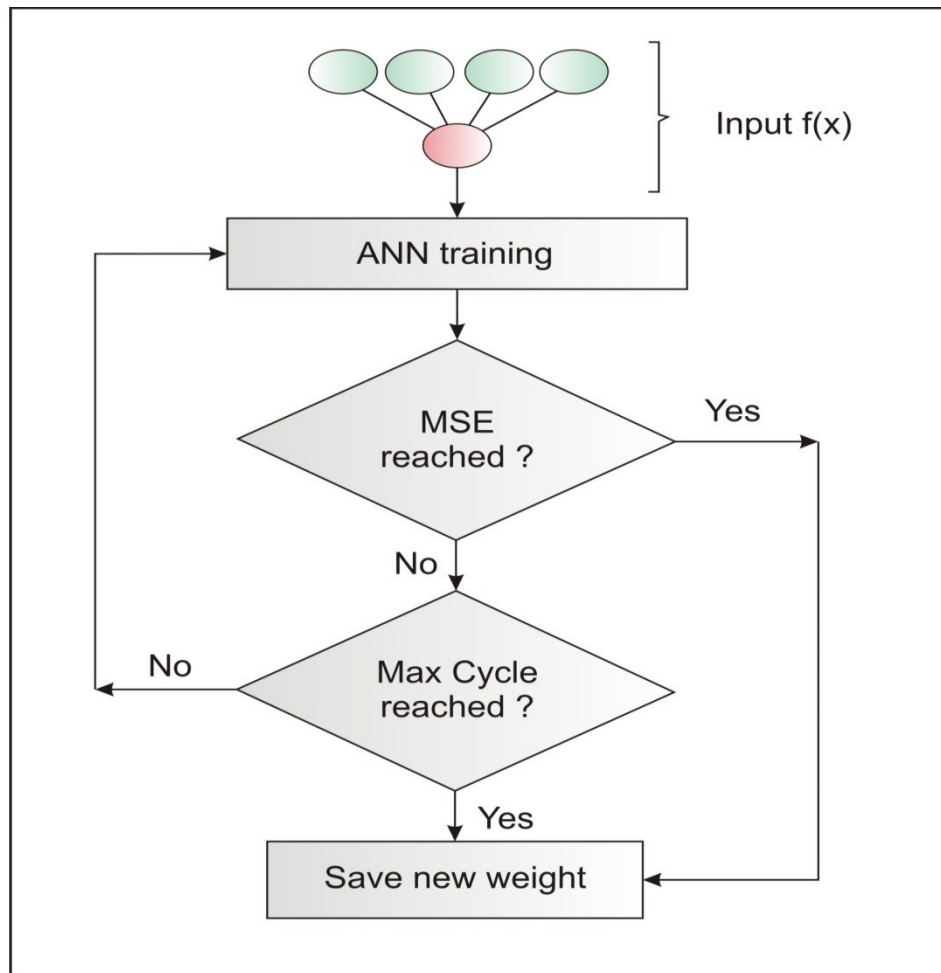 Input f(x)
ANN training
MSE
reached ?
Yes
No
Max Cycle
reached ?
No
Yes
Save new weight